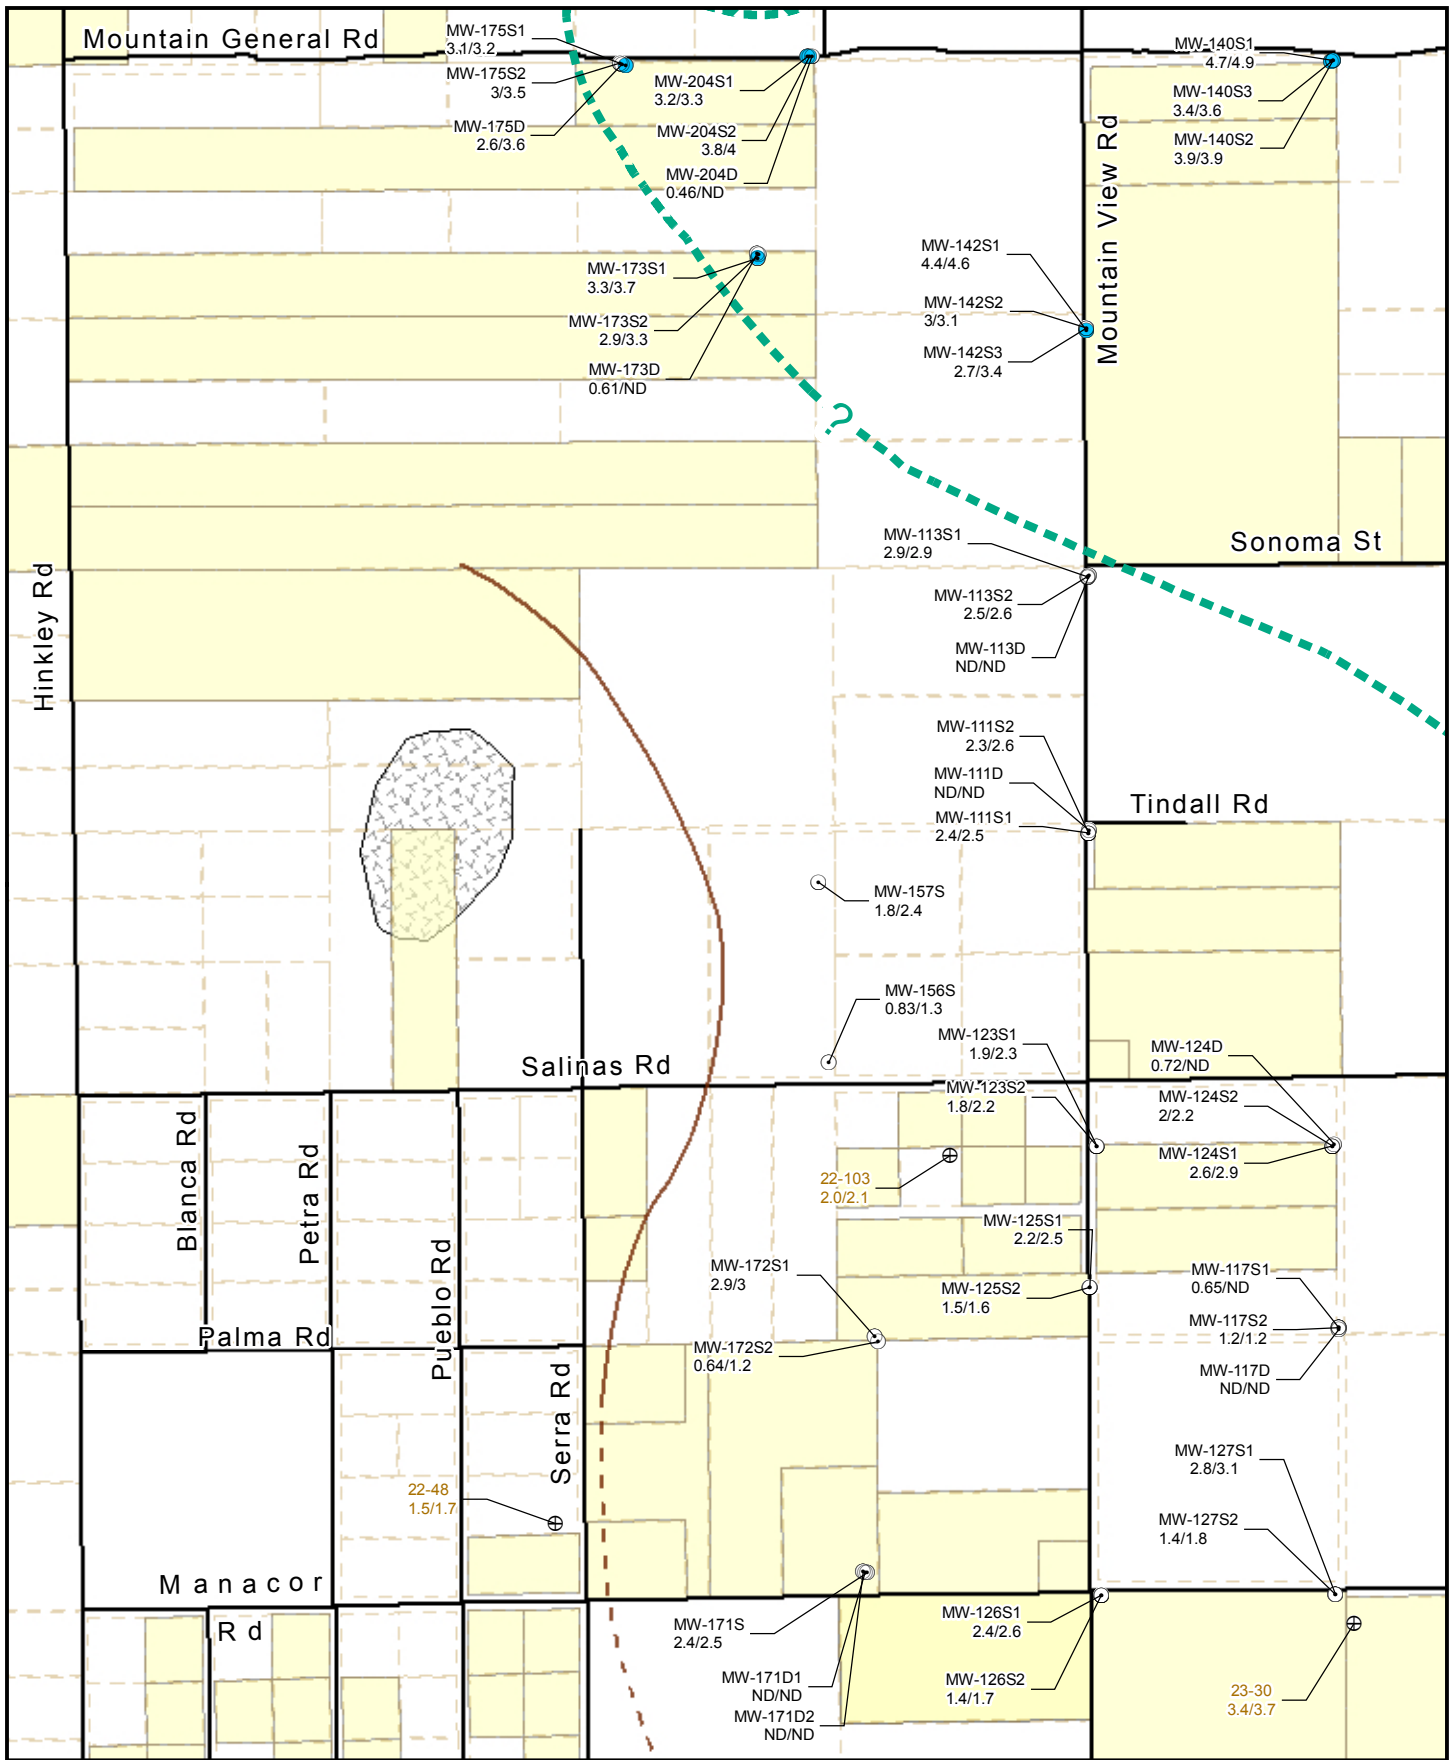 Mountain General Rd
MW-175S1
3.1/3.2
MW-175S2
3/3.5
MW-175D
2.6/3.6
MW-204S1
3.2/3.3
MW-204S2
3.8/4
MW-204D
0.46/ND
MW-140S1
4.7/4.9
MW-140S3
3.4/3.6
MW-140S2
3.9/3.9
Mountain View Rd
MW-173S1
3.3/3.7
MW-173S2
2.9/3.3
MW-173D
0.61/ND
MW-142S1
4.4/4.6
MW-142S2
3/3.1
MW-142S3
2.7/3.4
?
Sonoma St
MW-113S1
2.9/2.9
MW-113S2
2.5/2.6
MW-113D
ND/ND
Hinkley Rd
MW-111S2
2.3/2.6
MW-111D
ND/ND
MW-111S1
2.4/2.5
Tindall Rd
MW-157S
1.8/2.4
MW-156S
0.83/1.3
Salinas Rd
MW-123S1
1.9/2.3
MW-123S2
1.8/2.2
MW-124D
0.72/ND
MW-124S2
2/2.2
MW-124S1
2.6/2.9
Blanca Rd
Petra Rd
Pueblo Rd
22-103
2.0/2.1
MW-125S1
2.2/2.5
MW-125S2
1.5/1.6
MW-172S1
2.9/3
MW-172S2
0.64/1.2
MW-117S1
0.65/ND
MW-117S2
1.2/1.2
MW-117D
ND/ND
Palma Rd
Serra Rd
22-48
1.5/1.7
MW-127S1
2.8/3.1
MW-127S2
1.4/1.8
Manacor
Rd
MW-171S
2.4/2.5
MW-171D1
ND/ND
MW-171D2
ND/ND
MW-126S1
2.4/2.6
MW-126S2
1.4/1.7
23-30
3.4/3.7